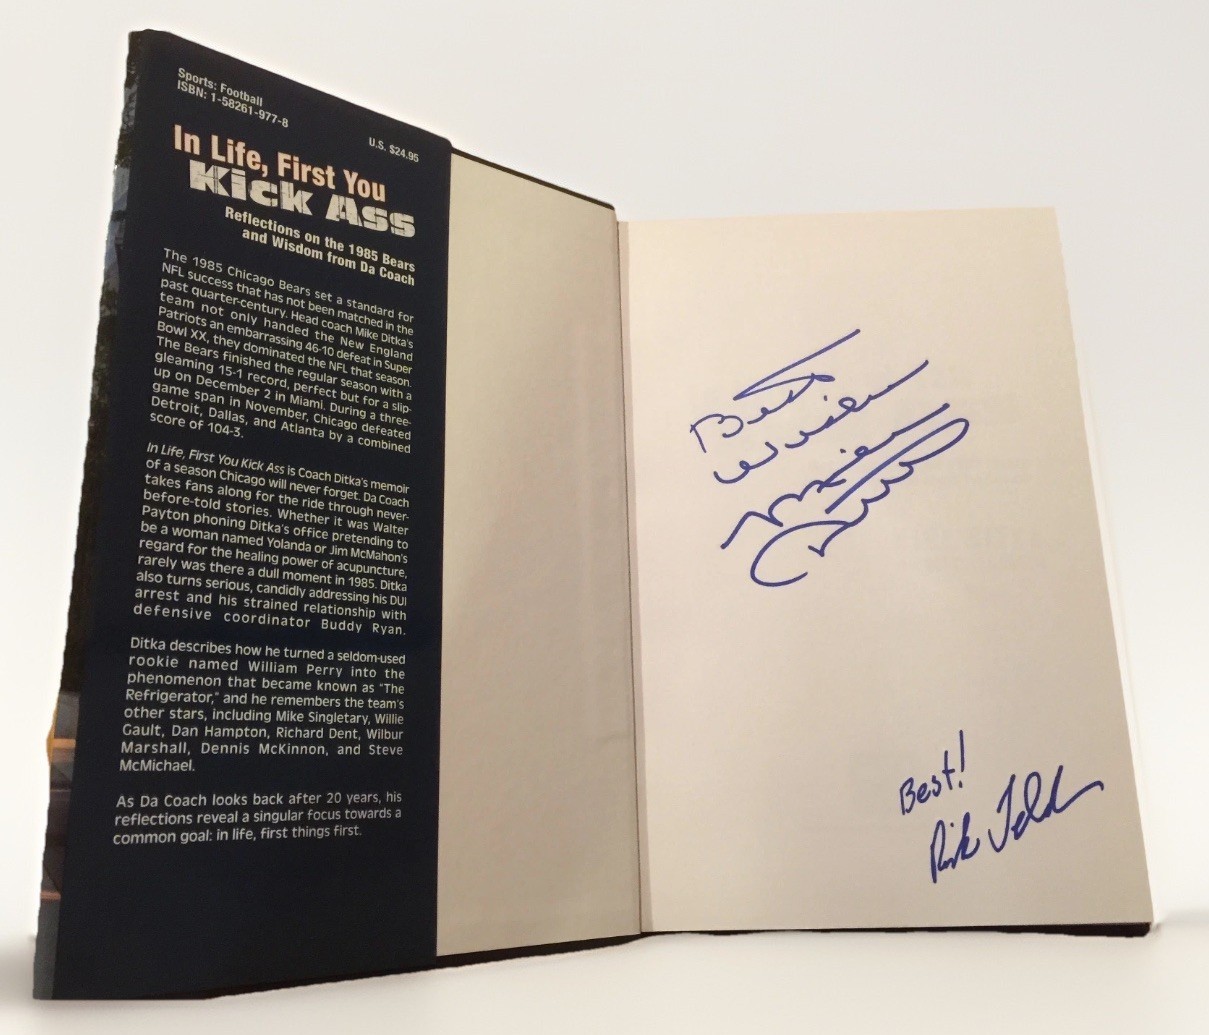 Sports: Football
ISBN: 1-58261-977-8
U.S. $24.95
In Life, First You
Kick Ass
Reflections on the 1985 Bears
and Wisdom from Da Coach
The 1985 Chicago Bears set a standard for
NFL success that has not been matched in the
past quarter-century. Head coach Mike Ditka's
team not only handed the New England
Patriots an embarrassing 46-10 defeat in Super
Bowl XX, they dominated the NFL that season.
The Bears finished the regular season with a
gleaming 15-1 record, perfect but for a slip-
up on December 2 in Miami. During a three-
game span in November, Chicago defeated
Detroit, Dallas, and Atlanta by a combined
score of 104-3.
In Life, First You Kick Ass is Coach Ditka's memoir
of a season Chicago will never forget. Da Coach
takes fans along for the ride through never-
before-told stories. Whether it was Walter
Payton phoning Ditka's office pretending to
be a woman named Yolanda or Jim McMahon's
regard for the healing power of acupuncture,
rarely was there a dull moment in 1985. Ditka
also turns serious, candidly addressing his DUI
arrest and his strained relationship with
defensive coordinator Buddy Ryan.
Ditka describes how he turned a seldom-used
rookie named William Perry into the
phenomenon that became known as "The
Refrigerator," and he remembers the team's
other stars, including Mike Singletary, Willie
Gault, Dan Hampton, Richard Dent, Wilbur
Marshall, Dennis McKinnon, and Steve
McMichael.
As Da Coach looks back after 20 years, his
reflections reveal a singular focus towards a
common goal: in life, first things first.
Best
Wishes
Mike
Ditka
Best!
Rick